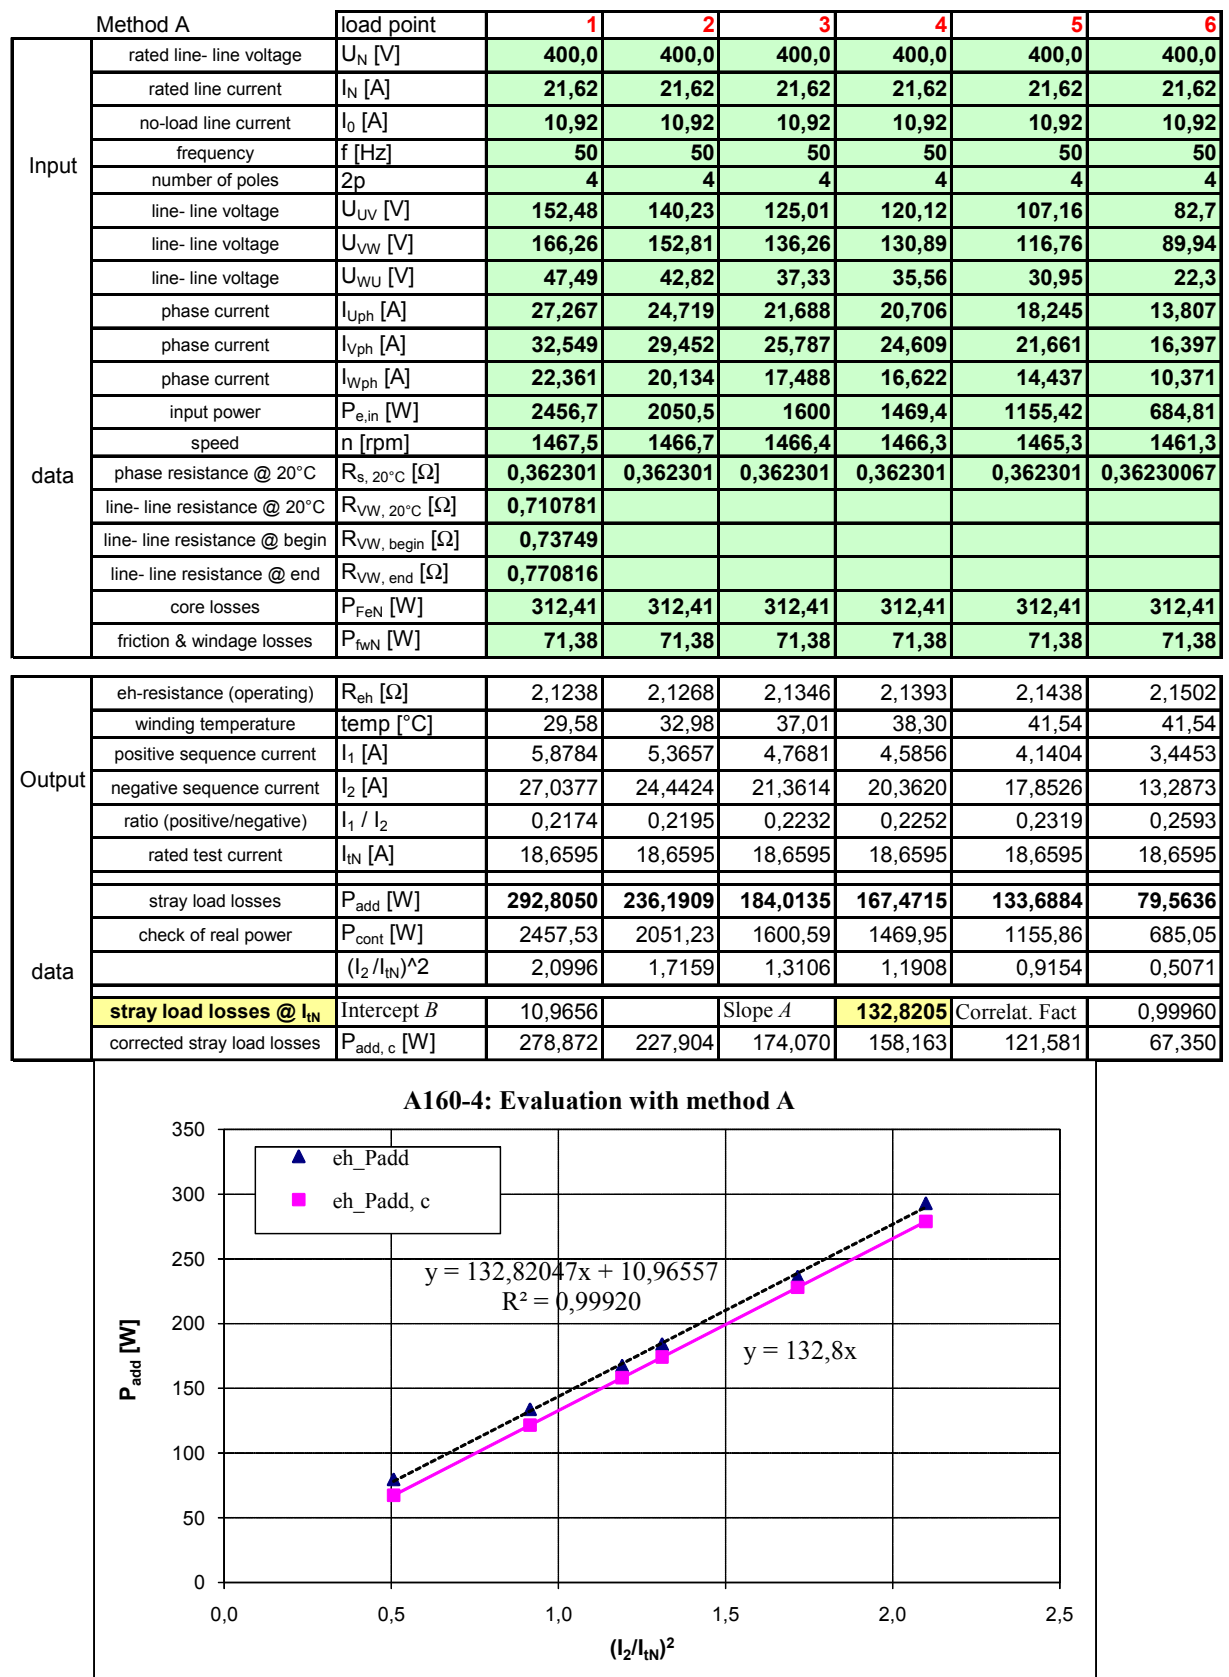 Method A load point 1 2 3 4 5 6
rated line- line voltage U_N [V] 400,0 400,0 400,0 400,0 400,0 400,0
rated line current I_N [A] 21,62 21,62 21,62 21,62 21,62 21,62
no-load line current I_0 [A] 10,92 10,92 10,92 10,92 10,92 10,92
Input frequency f [Hz] 50 50 50 50 50 50
number of poles 2p 4 4 4 4 4 4
line- line voltage U_UV [V] 152,48 140,23 125,01 120,12 107,16 82,7
line- line voltage U_VW [V] 166,26 152,81 136,26 130,89 116,76 89,94
line- line voltage U_WU [V] 47,49 42,82 37,33 35,56 30,95 22,3
phase current I_Uph [A] 27,267 24,719 21,688 20,706 18,245 13,807
phase current I_Vph [A] 32,549 29,452 25,787 24,609 21,661 16,397
phase current I_Wph [A] 22,361 20,134 17,488 16,622 14,437 10,371
input power P_e,in [W] 2456,7 2050,5 1600 1469,4 1155,42 684,81
speed n [rpm] 1467,5 1466,7 1466,4 1466,3 1465,3 1461,3
data phase resistance @ 20°C R_s, 20°C [Ω] 0,362301 0,362301 0,362301 0,362301 0,362301 0,36230067
line- line resistance @ 20°C R_VW, 20°C [Ω] 0,710781
line- line resistance @ begin R_VW, begin [Ω] 0,73749
line- line resistance @ end R_VW, end [Ω] 0,770816
core losses P_FeN [W] 312,41 312,41 312,41 312,41 312,41 312,41
friction & windage losses P_fwN [W] 71,38 71,38 71,38 71,38 71,38 71,38
eh-resistance (operating) R_eh [Ω] 2,1238 2,1268 2,1346 2,1393 2,1438 2,1502
winding temperature temp [°C] 29,58 32,98 37,01 38,30 41,54 41,54
positive sequence current I_1 [A] 5,8784 5,3657 4,7681 4,5856 4,1404 3,4453
Output negative sequence current I_2 [A] 27,0377 24,4424 21,3614 20,3620 17,8526 13,2873
ratio (positive/negative) I_1 / I_2 0,2174 0,2195 0,2232 0,2252 0,2319 0,2593
rated test current I_tN [A] 18,6595 18,6595 18,6595 18,6595 18,6595 18,6595
stray load losses P_add [W] 292,8050 236,1909 184,0135 167,4715 133,6884 79,5636
check of real power P_cont [W] 2457,53 2051,23 1600,59 1469,95 1155,86 685,05
data (I_2/I_tN)^2 2,0996 1,7159 1,3106 1,1908 0,9154 0,5071
stray load losses @ I_tN Intercept B 10,9656 Slope A 132,8205 Correlat. Fact 0,99960
corrected stray load losses P_add, c [W] 278,872 227,904 174,070 158,163 121,581 67,350
A160-4: Evaluation with method A
350
eh_Padd
300
eh_Padd, c
250
y = 132,82047x + 10,96557
R² = 0,99920
200
y = 132,8x
150
100
50
0
P_add [W]
0,0 0,5 1,0 1,5 2,0 2,5
(I_2/I_tN)²